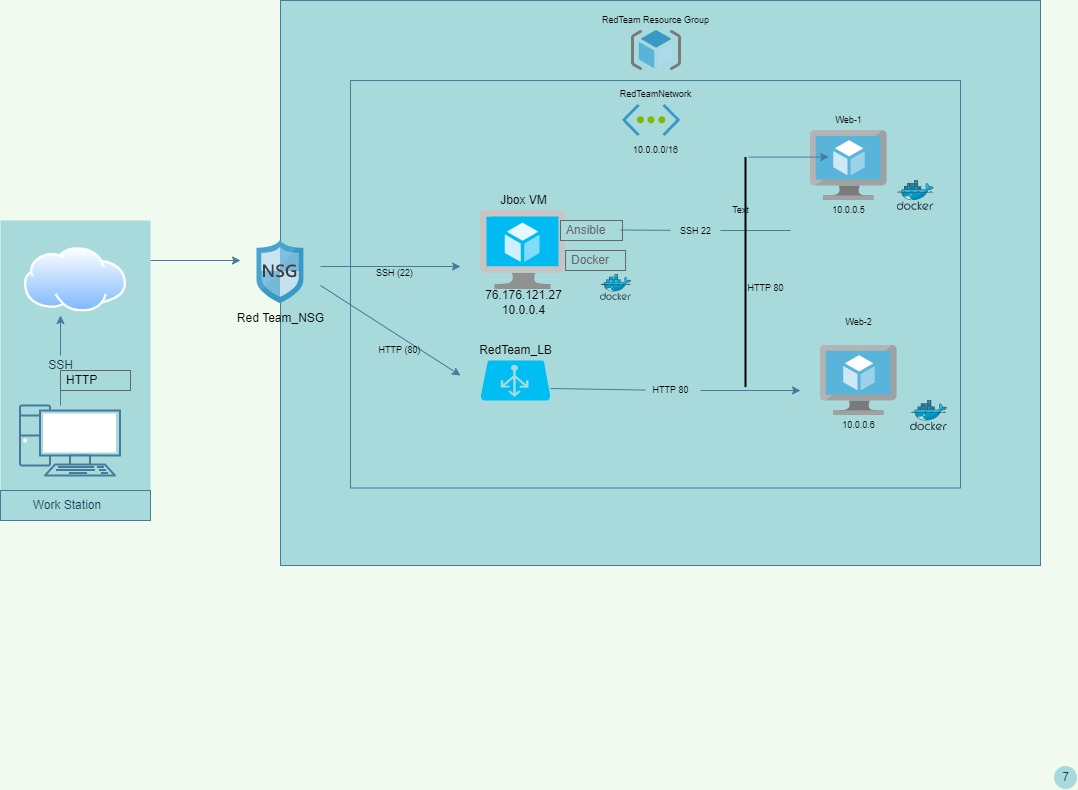 RedTeam Resource Group
RedTeamNetwork
10.0.0.0/16
Web-1
10.0.0.5
docker
Jbox VM
Ansible
Docker
docker
76.176.121.27
10.0.0.4
SSH 22
Text
HTTP 80
NSG
Red Team_NSG
SSH (22)
HTTP (80)
RedTeam_LB
HTTP 80
Web-2
10.0.0.6
docker
SSH
HTTP
Work Station
7